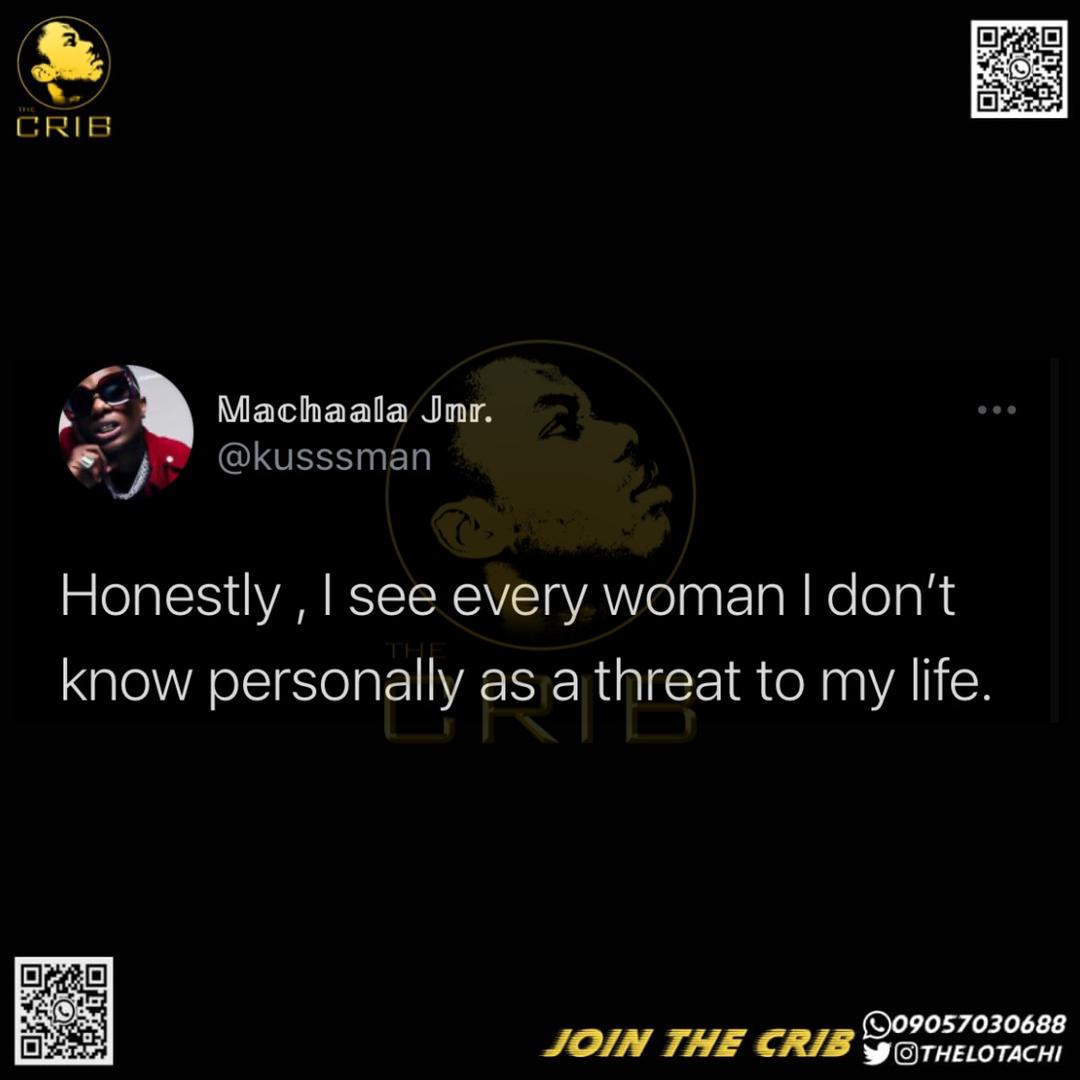 THE
CRIB
Machaala Jnr.
@kusssman
Honestly , I see every woman I don’t
know personally as a threat to my life.
THE
CRIB
JOIN THE CRIB
09057030688
THELOTACHI